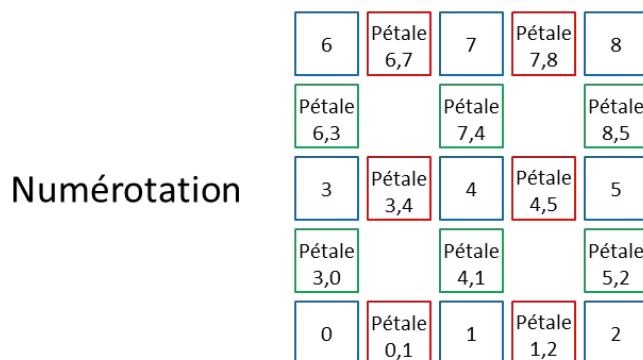 6 Pétale 7 Pétale 8
6,7 7,8
Pétale Pétale Pétale
6,3 7,4 8,5
Numérotation
3 Pétale 4 Pétale 5
3,4 4,5
Pétale Pétale Pétale
3,0 4,1 5,2
0 Pétale 1 Pétale 2
0,1 1,2